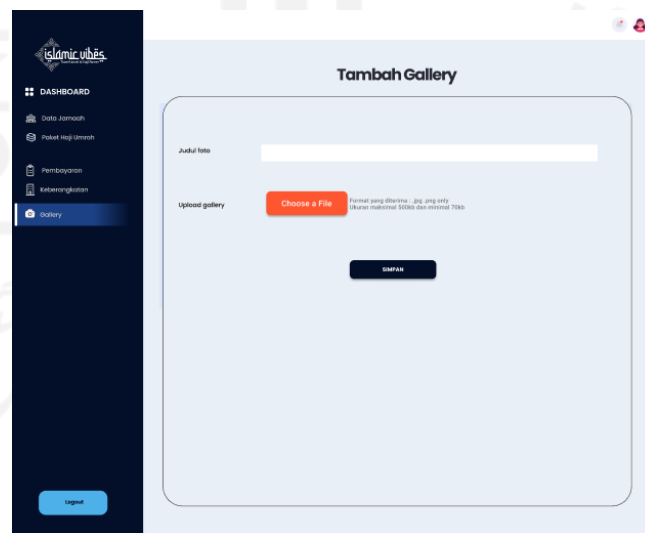 islamic vibes
DASHBOARD
Data Jamaah
Paket Haji Umroh
Pembayaran
Keberangkatan
Gallery
Logout
Tambah Gallery
Judul foto
Upload gallery
Choose a File
Format yang diterima : .jpg .png only
Ukuran maksimal 500kb dan minimal 70kb
SIMPAN